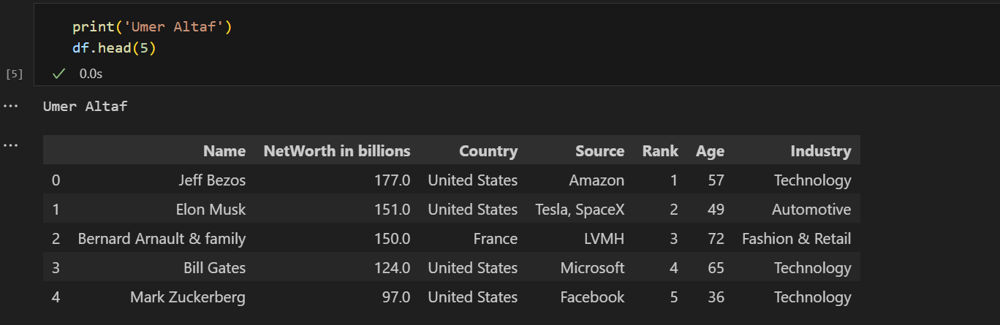 print('Umer Altaf')
df.head(5)
[5] 0.0s
Umer Altaf
Name NetWorth in billions Country Source Rank Age Industry
0 Jeff Bezos 177.0 United States Amazon 1 57 Technology
1 Elon Musk 151.0 United States Tesla, SpaceX 2 49 Automotive
2 Bernard Arnault & family 150.0 France LVMH 3 72 Fashion & Retail
3 Bill Gates 124.0 United States Microsoft 4 65 Technology
4 Mark Zuckerberg 97.0 United States Facebook 5 36 Technology